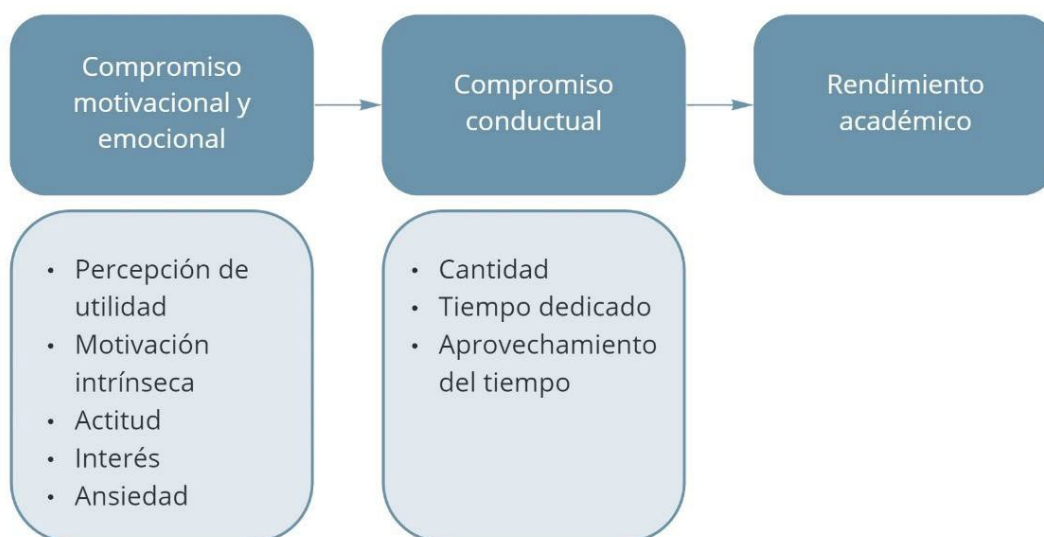 Compromiso
motivacional y
emocional
Compromiso
conductual
Rendimiento
académico
• Percepción de
utilidad
• Motivación
intrínseca
• Actitud
• Interés
• Ansiedad
• Cantidad
• Tiempo dedicado
• Aprovechamiento
del tiempo